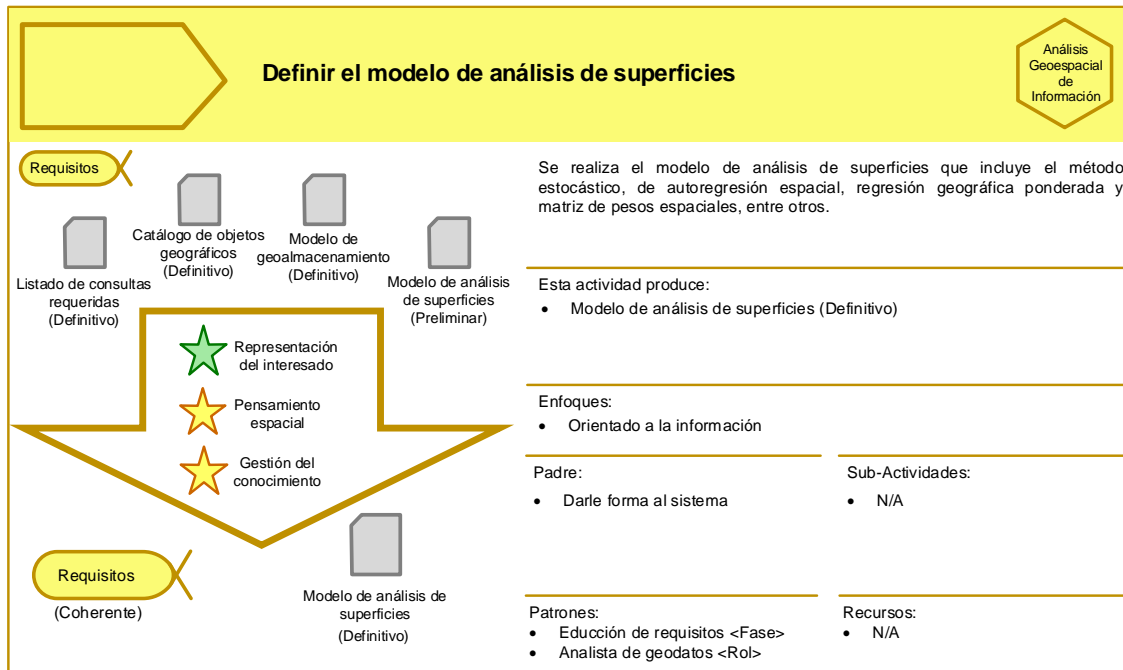 Definir el modelo de análisis de superficies
Análisis
Geoespacial
de
Información
Requisitos
Catálogo de objetos
geográficos
(Definitivo)
Modelo de
geoalmacenamiento
(Definitivo)
Listado de consultas
requeridas
(Definitivo)
Modelo de análisis
de superficies
(Preliminar)
Representación
del interesado
Pensamiento
espacial
Gestión del
conocimiento
Requisitos
(Coherente)
Modelo de análisis de
superficies
(Definitivo)
Se realiza el modelo de análisis de superficies que incluye el método
estocástico, de autoregresión espacial, regresión geográfica ponderada y
matriz de pesos espaciales, entre otros.
Esta actividad produce:
• Modelo de análisis de superficies (Definitivo)
Enfoques:
• Orientado a la información
Padre:
• Darle forma al sistema
Sub-Actividades:
• N/A
Patrones:
• Educción de requisitos <Fase>
• Analista de geodatos <Rol>
Recursos:
• N/A